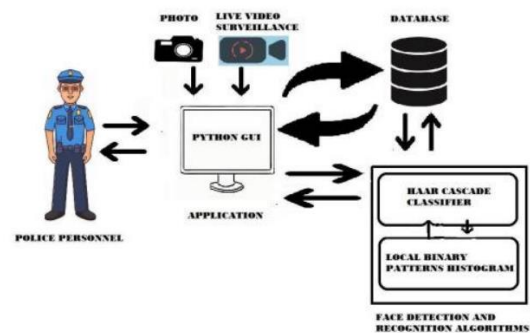 PHOTO
LIVE VIDEO
SURVEILLANCE
DATABASE
PYTHON GUI
APPLICATION
POLICE PERSONNEL
HAAR CASCADE
CLASSIFIER
LOCAL BINARY
PATTERNS HISTOGRAM
FACE DETECTION AND
RECOGNITION ALGORITHMS